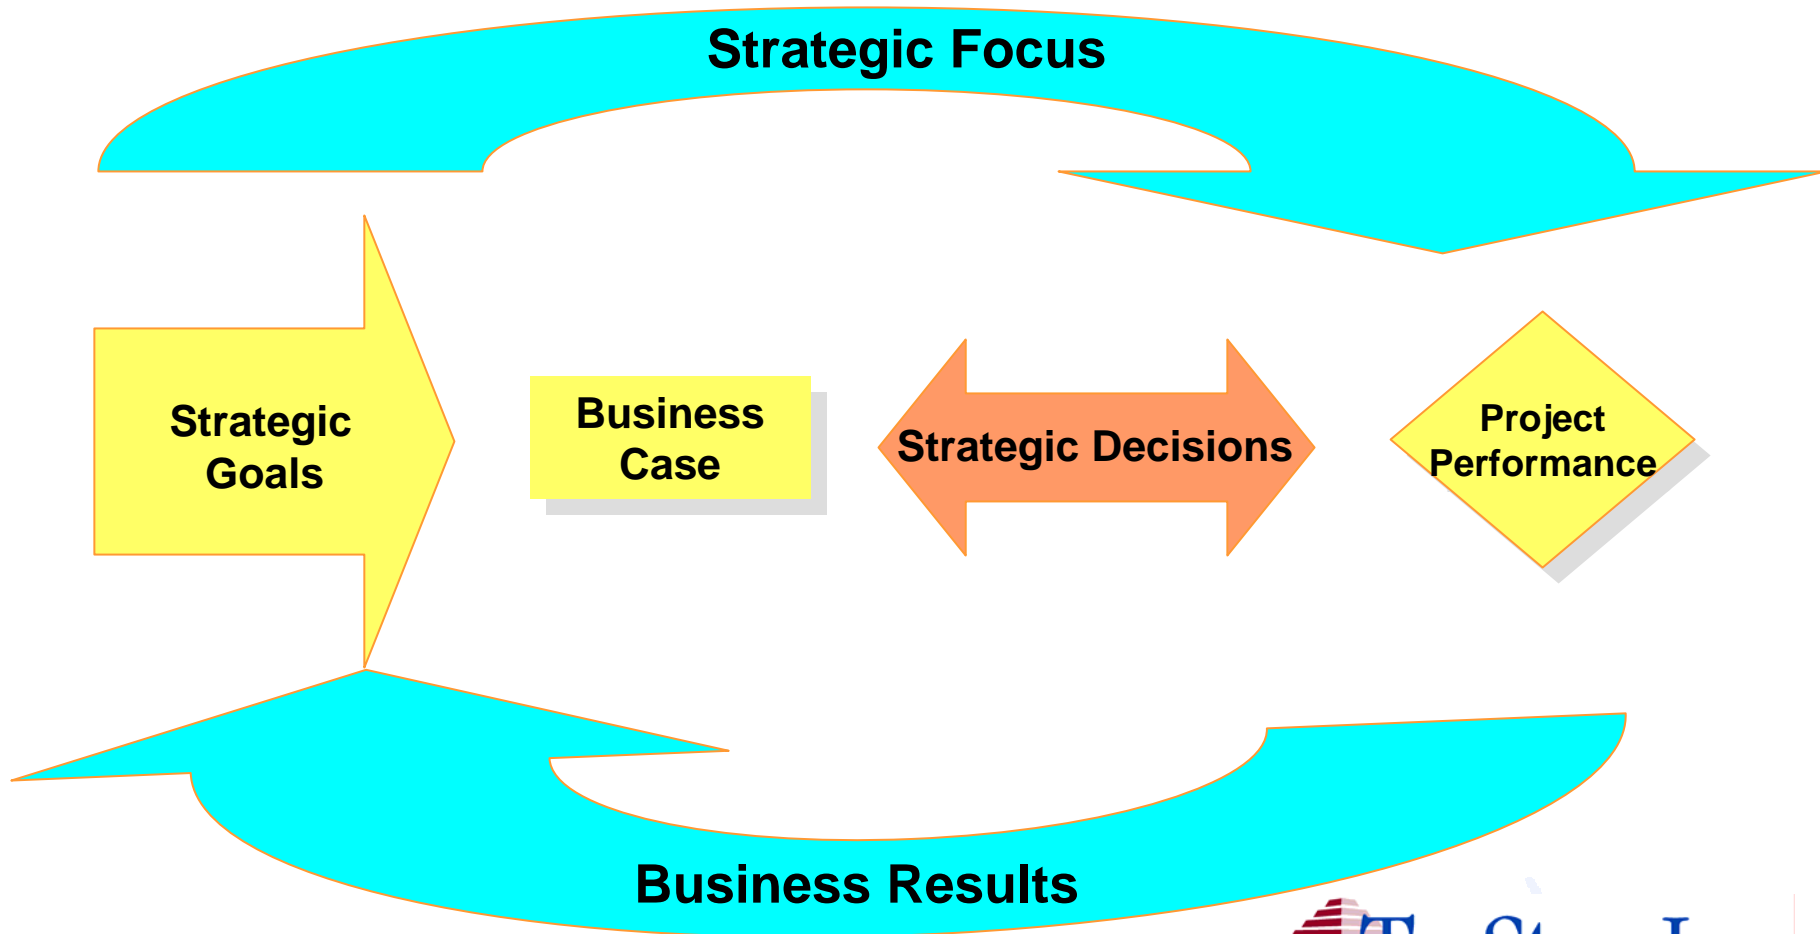 Strategic Focus
Strategic
Goals
Business
Case
Strategic Decisions
Project
Performance
Business Results